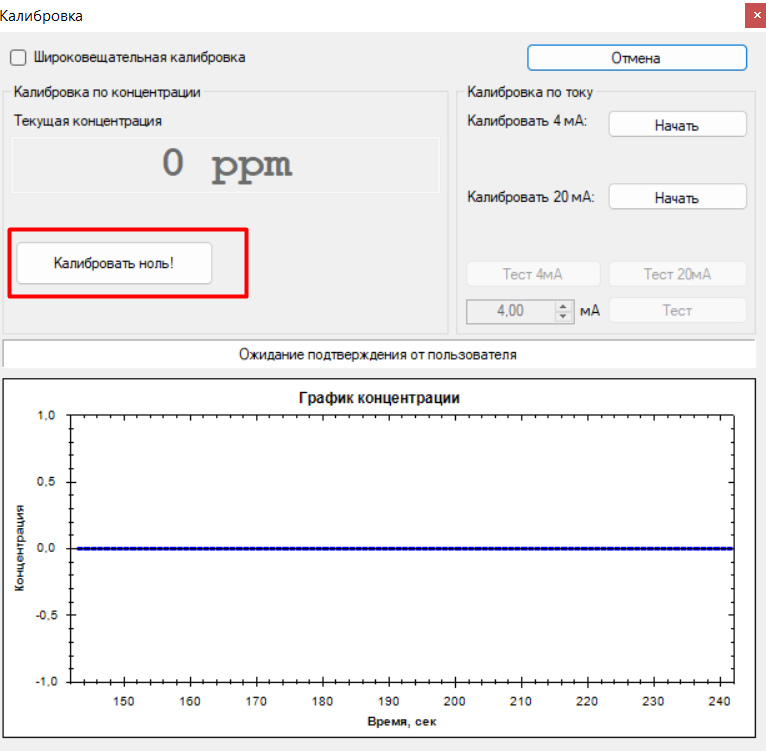 Калибровка
Широковещательная калибровка
Отмена
Калибровка по концентрации
Текущая концентрация
0 ppm
Калибровать ноль!
Калибровка по току
Калибровать 4 мА:
Начать
Калибровать 20 мА:
Начать
Тест 4мА
Тест 20мА
4,00
мА
Тест
Ожидание подтверждения от пользователя
График концентрации
Концентрация
1,0
0,5
0,0
-0,5
-1,0
150 160 170 180 190 200 210 220 230 240
Время, сек